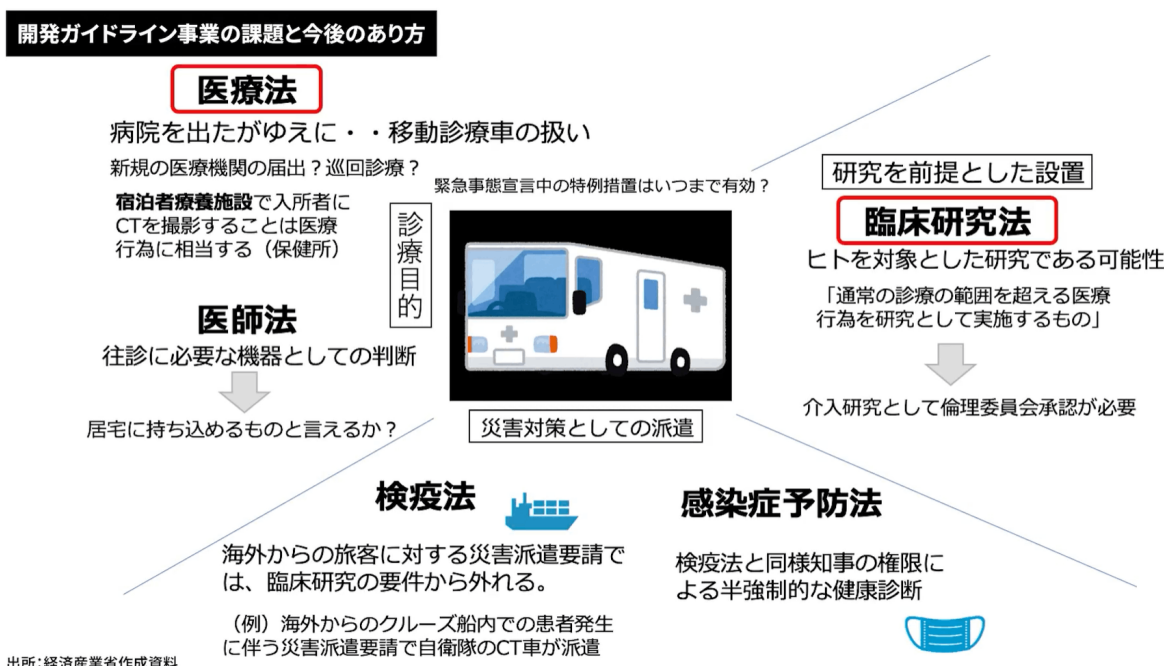 開発ガイドライン事業の課題と今後のあり方
医療法
病院を出たがゆえに・・移動診療車の扱い
新規の医療機関の届出？巡回診療？
緊急事態宣言中の特例措置はいつまで有効？
宿泊者療養施設で入所者に
CTを撮影することは医療
行為に相当する（保健所）
診療目的
医師法
往診に必要な機器としての判断
居宅に持ち込めるものと言えるか？
研究を前提とした設置
臨床研究法
ヒトを対象とした研究である可能性
「通常の診療の範囲を超える医療
行為を研究として実施するもの」
介入研究として倫理委員会承認が必要
災害対策としての派遣
検疫法
海外からの旅客に対する災害派遣要請で
は、臨床研究の要件から外れる。
（例）海外からのクルーズ船内での患者発生
に伴う災害派遣要請で自衛隊のCT車が派遣
感染症予防法
検疫法と同様知事の権限に
よる半強制的な健康診断
出所：経済産業省作成資料